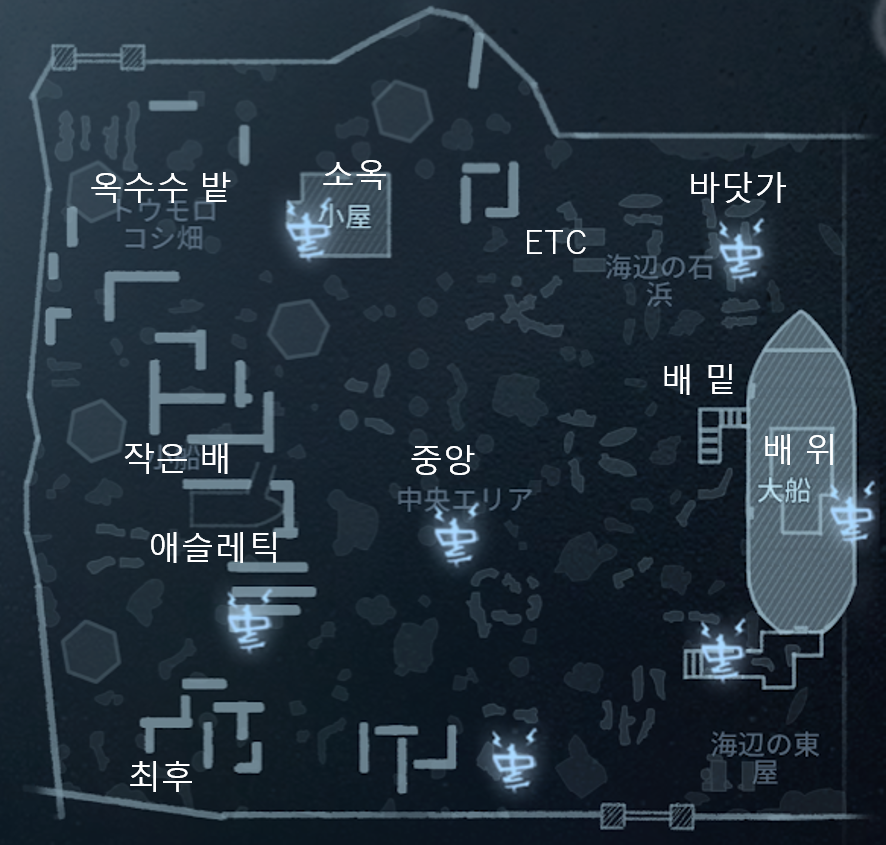 소옥
옥수수 밭
바닷가
トウモロ
コシ畑
小屋
ETC
海辺の石
浜
배 밑
작은 배
중앙
배 위
大船
中央エリア
애슬레틱
海辺の東
屋
최후